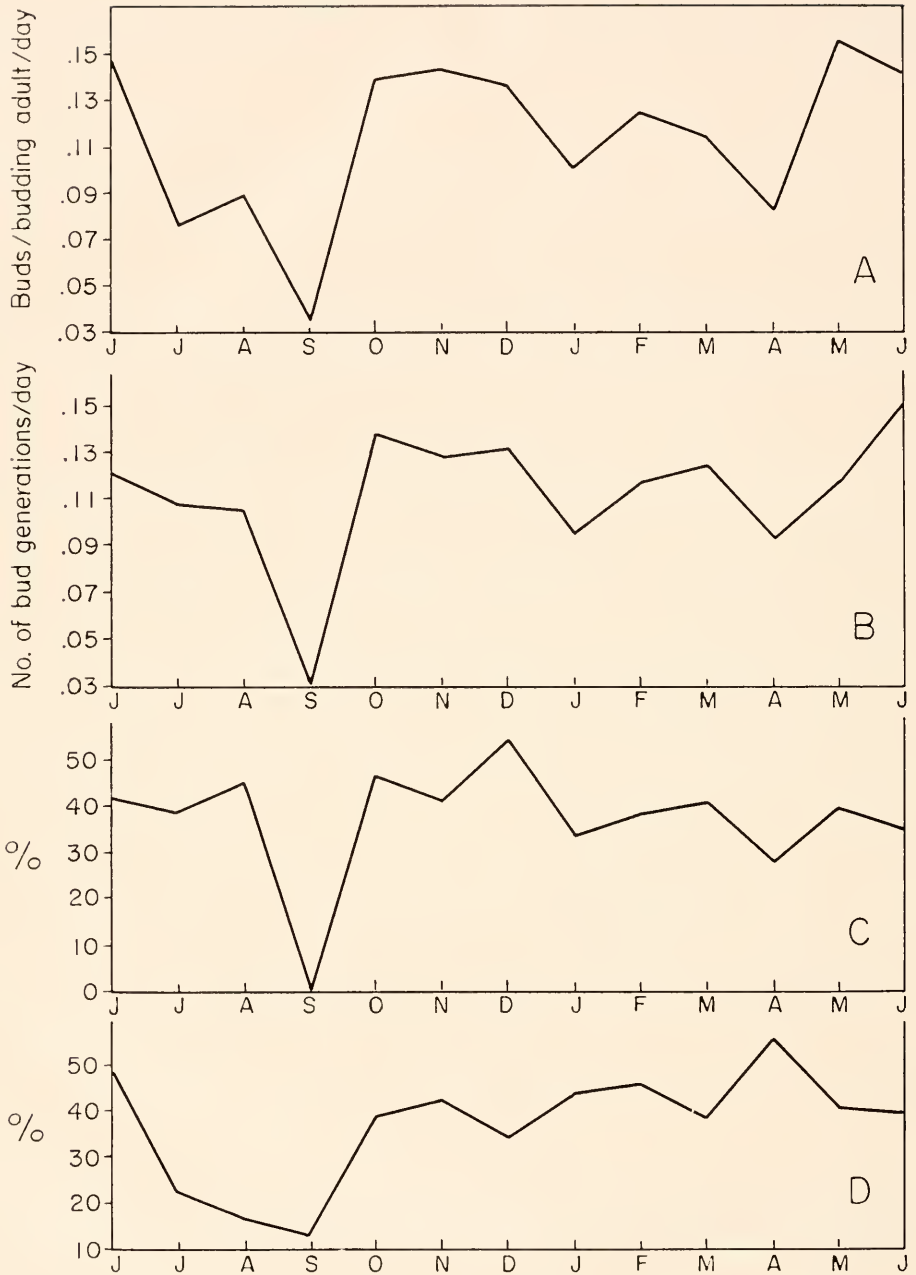 Buds/budding adult/day
.15
.13
.11
.09
.07
.05
.03
J J A S O N D J F M A M J
A
No. of bud generations/day
.15
.13
.11
.09
.07
.05
.03
J J A S O N D J F M A M J
B
%
50
40
30
20
10
0
J J A S O N D J F M A M J
C
%
50
40
30
20
10
J J A S O N D J F M A M J
D